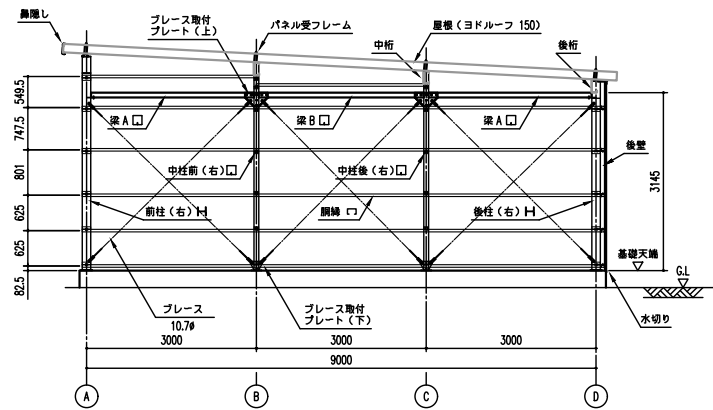 鼻隠し
ブレース取付
プレート(上)
パネル受フレーム
屋根(ヨドルーフ 150)
中桁
後桁
549.5
747.5
801
625
625
82.5
梁A
梁B
梁A
後壁
中柱前(右)
中柱後(右)
3145
前柱(右)
胴縁
後柱(右)
基礎天端
G.L
ブレース
10.7φ
ブレース取付
プレート(下)
水切り
3000
3000
3000
9000
A
B
C
D